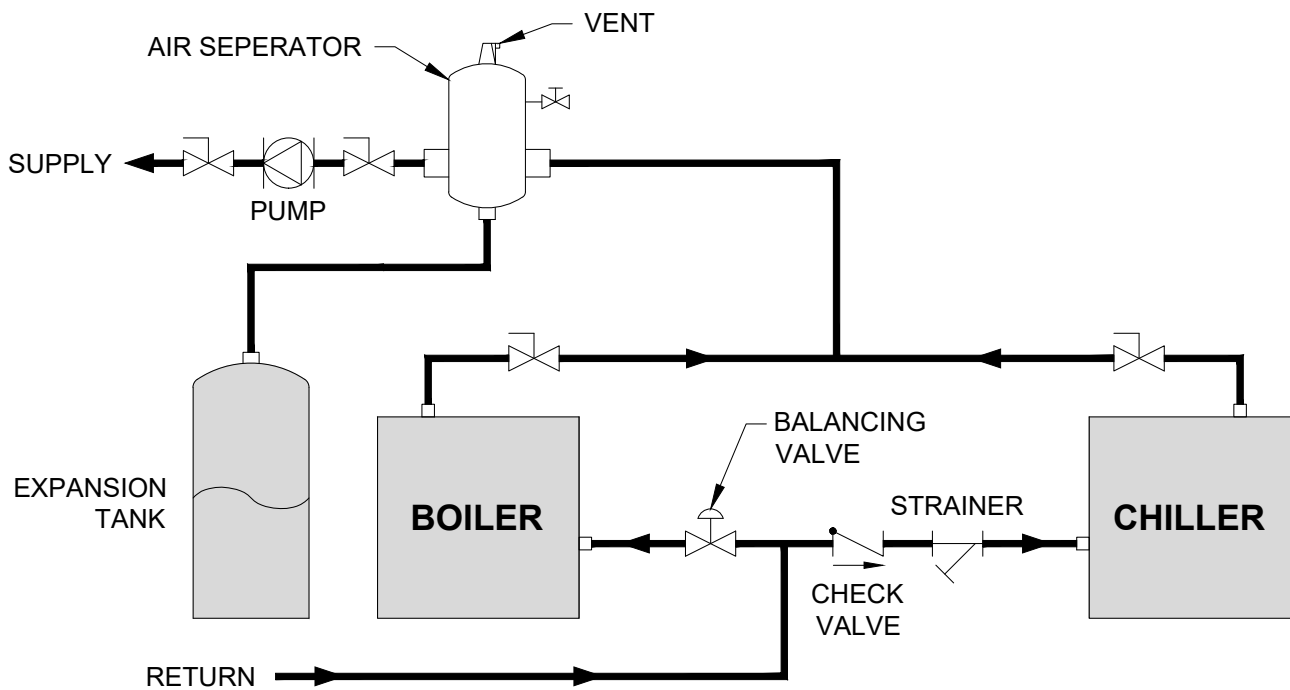 VENT
AIR SEPERATOR
SUPPLY
PUMP
BALANCING
VALVE
EXPANSION
TANK
BOILER
STRAINER
CHILLER
CHECK
VALVE
RETURN